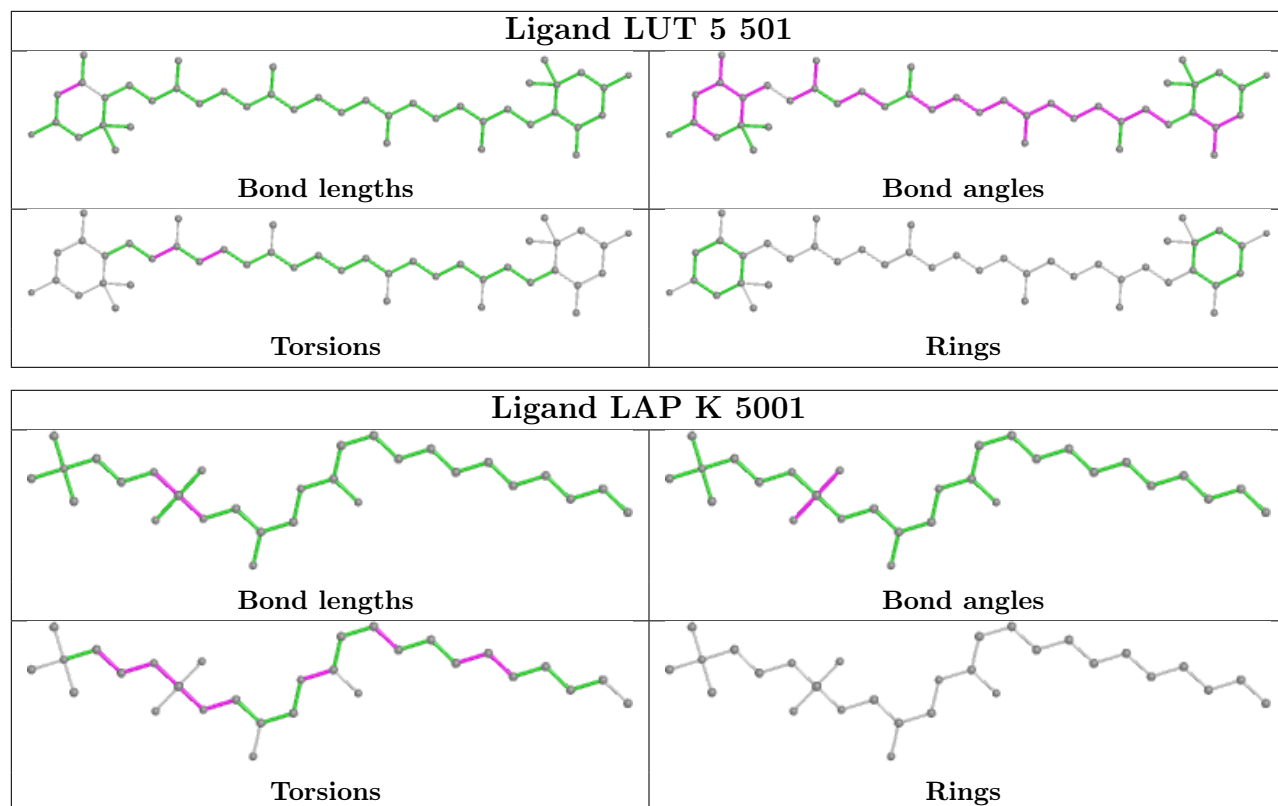 Ligand LUT 5 501
Bond lengths
Bond angles
Torsions
Rings
Ligand LAP K 5001
Bond lengths
Bond angles
Torsions
Rings